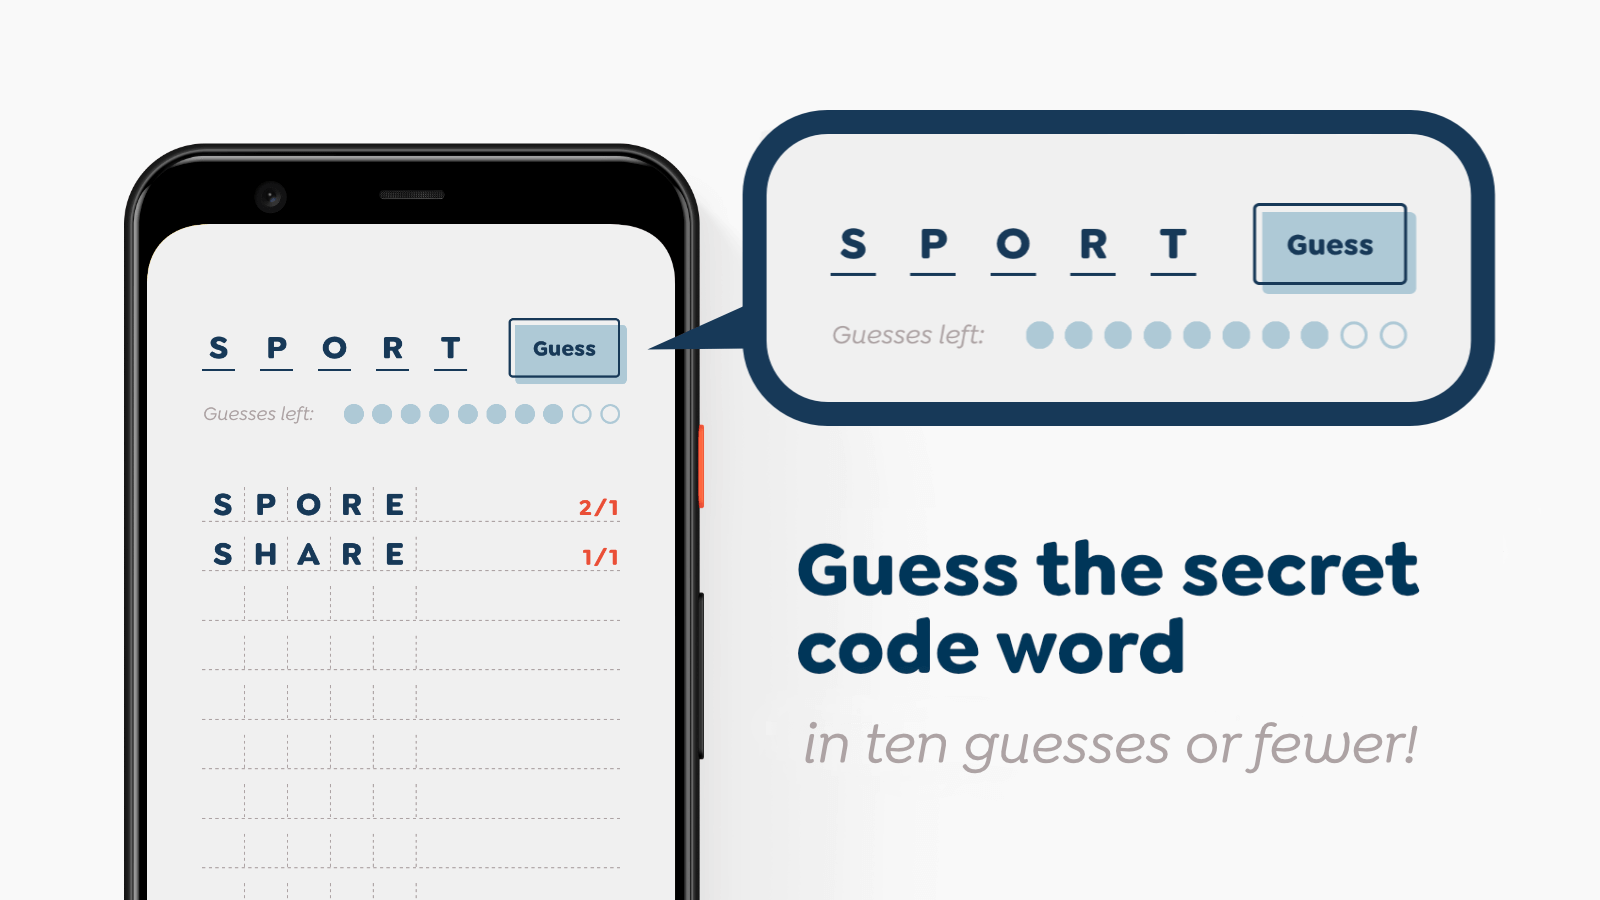 S P O R T Guess
Guesses left:
S P O R E 2/1
S H A R E 1/1
S P O R T Guess
Guesses left:
Guess the secret
code word
in ten guesses or fewer!